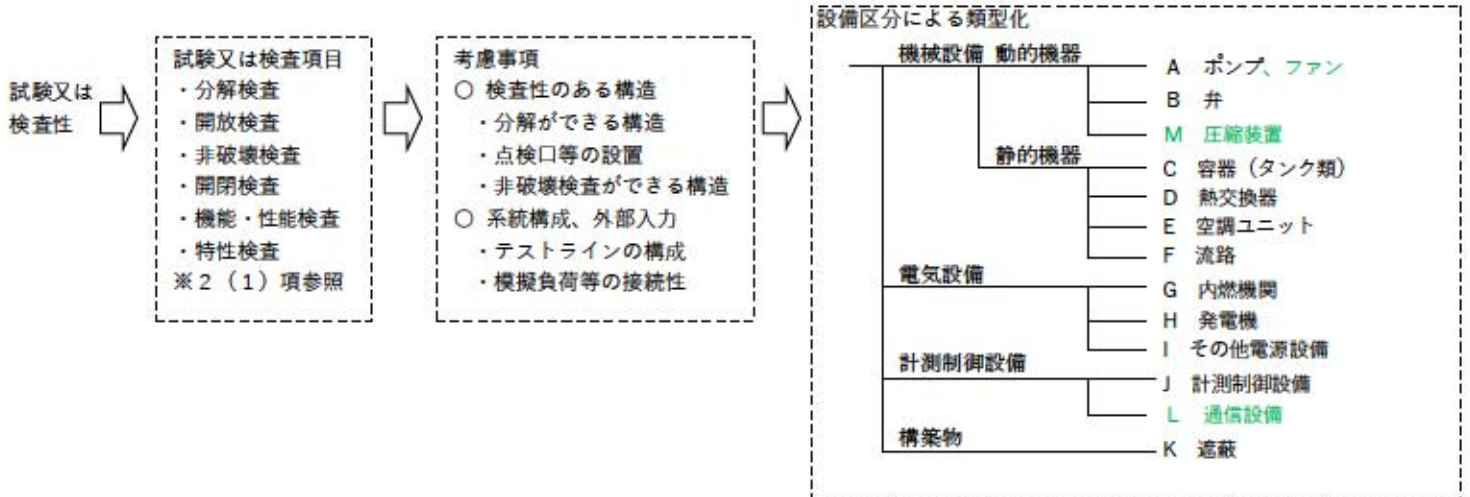 試験又は
検査性
試験又は検査項目
・分解検査
・開放検査
・非破壊検査
・開閉検査
・機能・性能検査
・特性検査
※2（1）項参照
考慮事項
○ 検査性のある構造
・分解ができる構造
・点検口等の設置
・非破壊検査ができる構造
○ 系統構成、外部入力
・テストラインの構成
・模擬負荷等の接続性
設備区分による類型化
機械設備 動的機器
A ポンプ、ファン
B 弁
M 圧縮装置
静的機器
C 容器（タンク類）
D 熱交換器
E 空調ユニット
F 流路
電気設備
G 内燃機関
H 発電機
I その他電源設備
計測制御設備
J 計測制御設備
L 通信設備
構築物
K 遮蔽